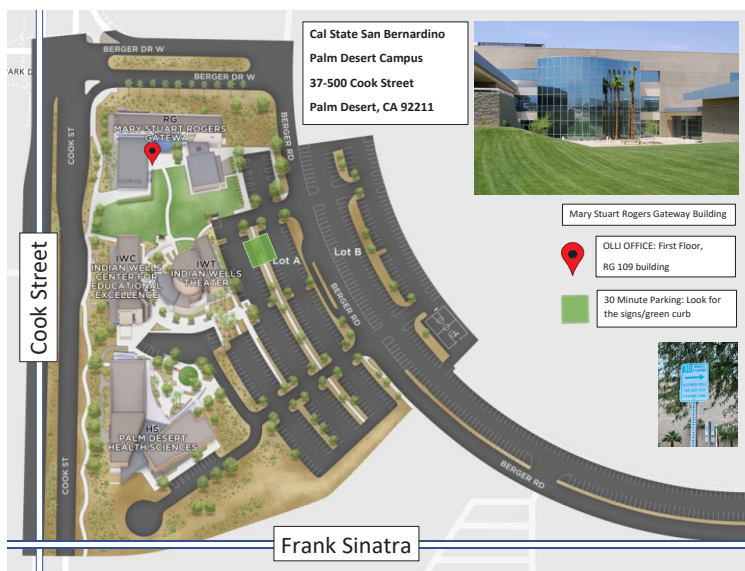 Cal State San Bernardino
Palm Desert Campus
37-500 Cook Street
Palm Desert, CA 92211
BERGER DR W
PARK D
BERGER DR W
RG
MARY STUART ROGERS
GATEWAY
BERGER RD
COOK ST
Mary Stuart Rogers Gateway Building
OLLI OFFICE: First Floor,
RG 109 building
30 Minute Parking: Look for
the signs/green curb
IWC
INDIAN WELLS
CENTER FOR
EDUCATIONAL
EXCELLENCE
IWT
INDIAN WELLS
THEATER
Lot A
Lot B
BERGER RD
Cook Street
HS
PALM DESERT
HEALTH SCIENCES
COOK ST
BERGER RD
Frank Sinatra